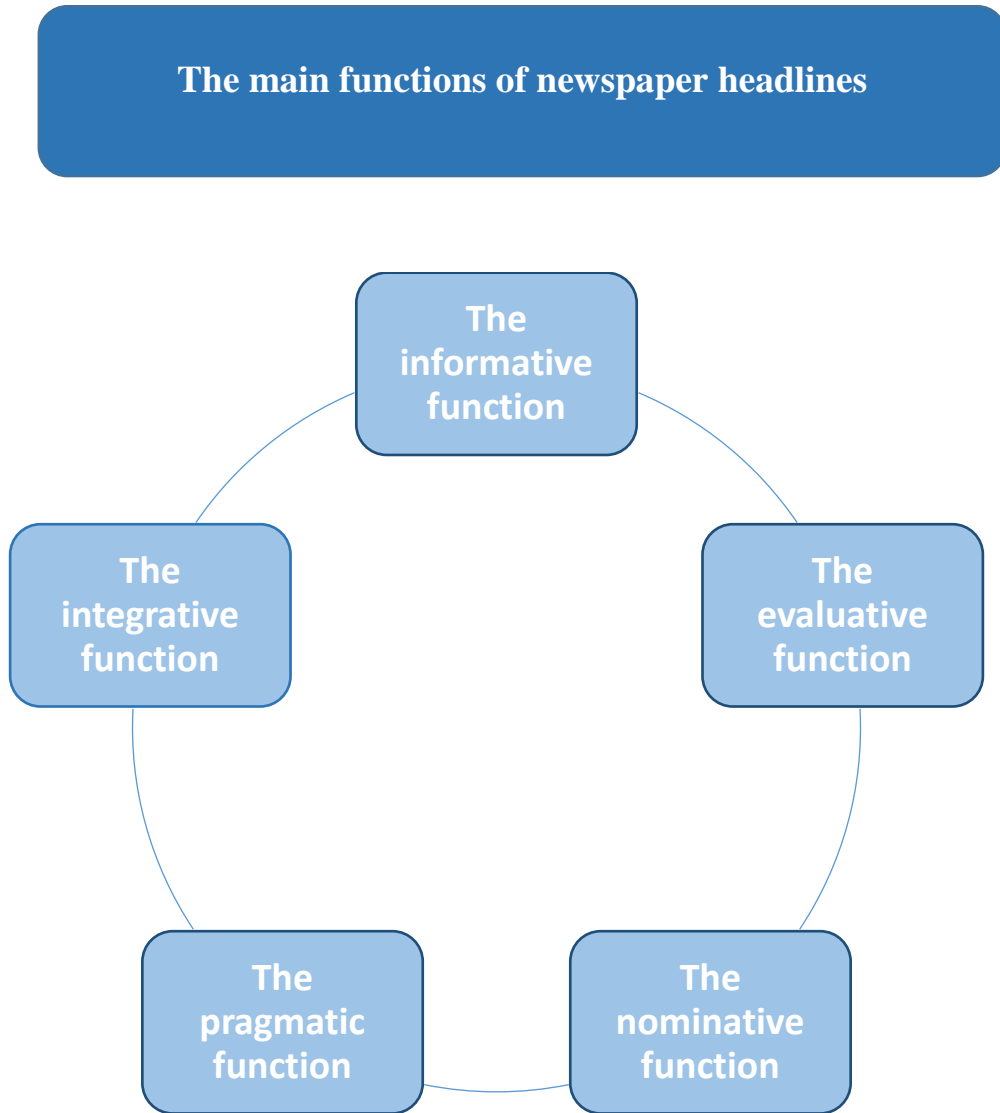 The main functions of newspaper headlines
The
informative
function
The
evaluative
function
The
nominative
function
The
pragmatic
function
The
integrative
function